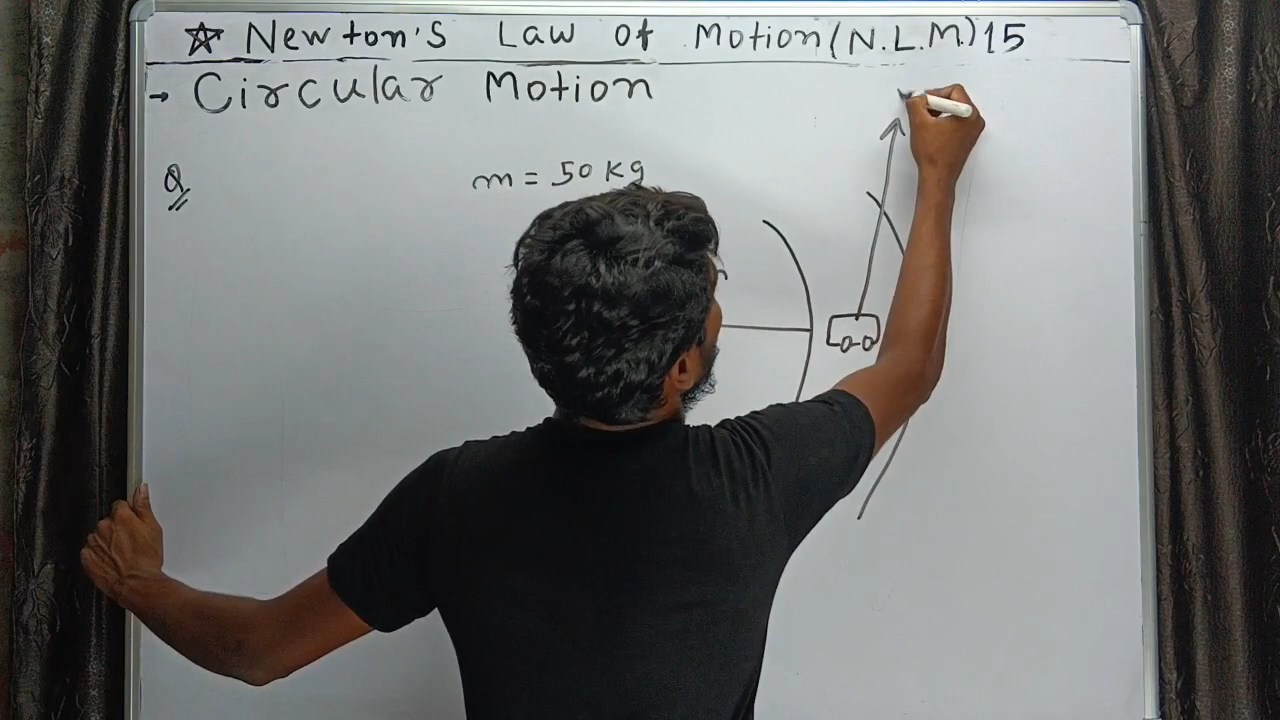 ☆ Newton's Law of Motion (N.L.M.) 15
→ Circular Motion
Q
m = 50 kg